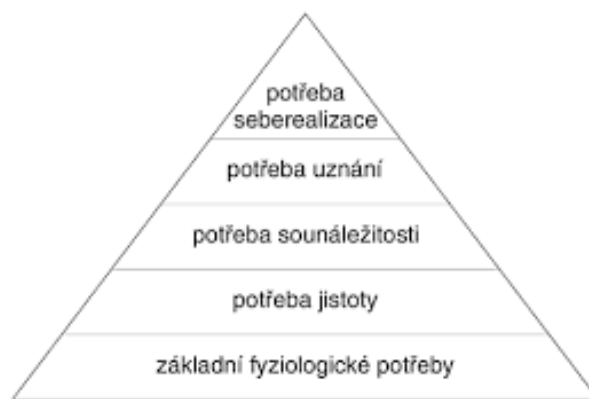 potřeba
seberealizace
potřeba uznání
potřeba sounáležitosti
potřeba jistoty
základní fyziologické potřeby